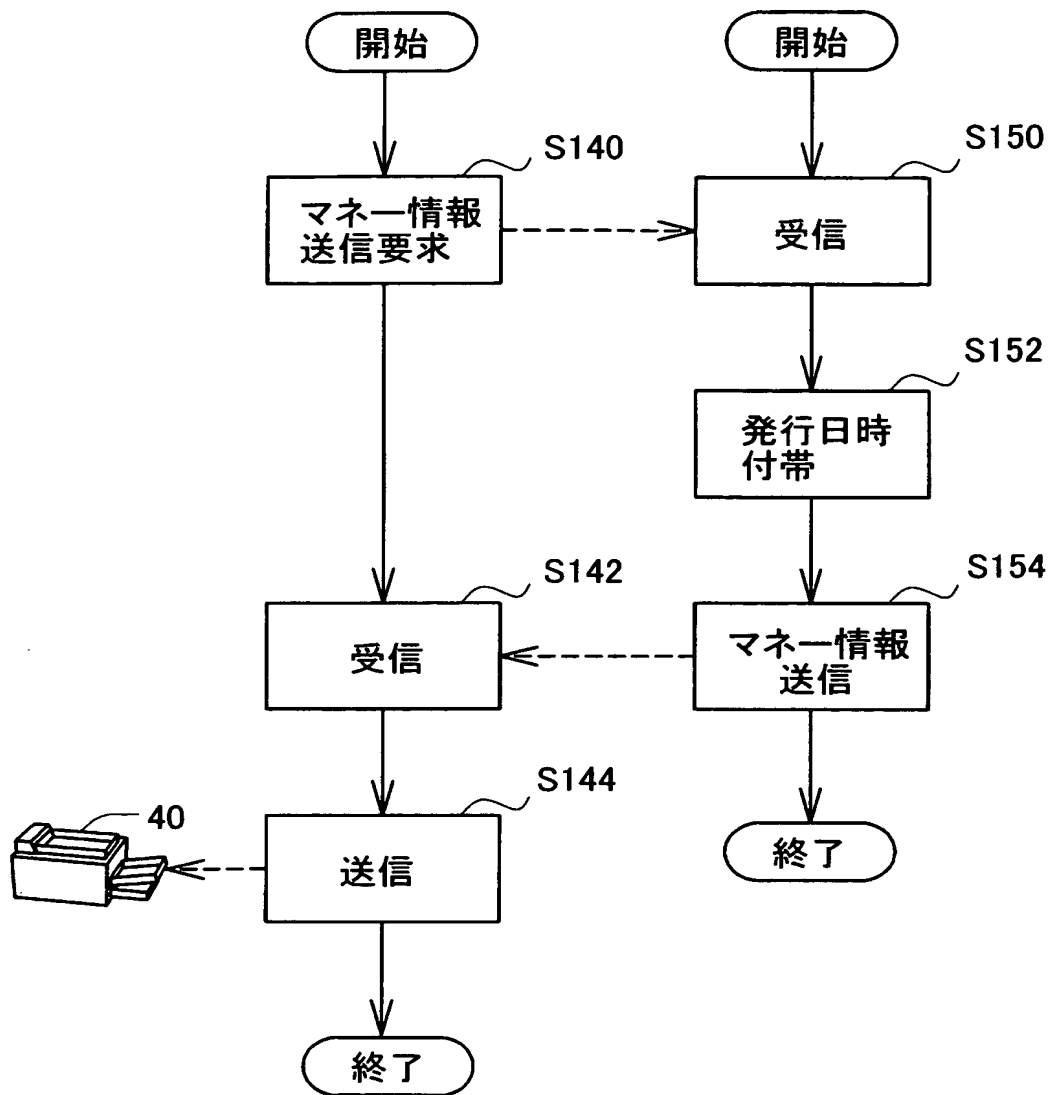 開始
開始
S140
S150
マネー情報
送信要求
受信
S152
発行日時
付帯
S142
S154
受信
マネー情報
送信
S144
40
送信
終了
終了